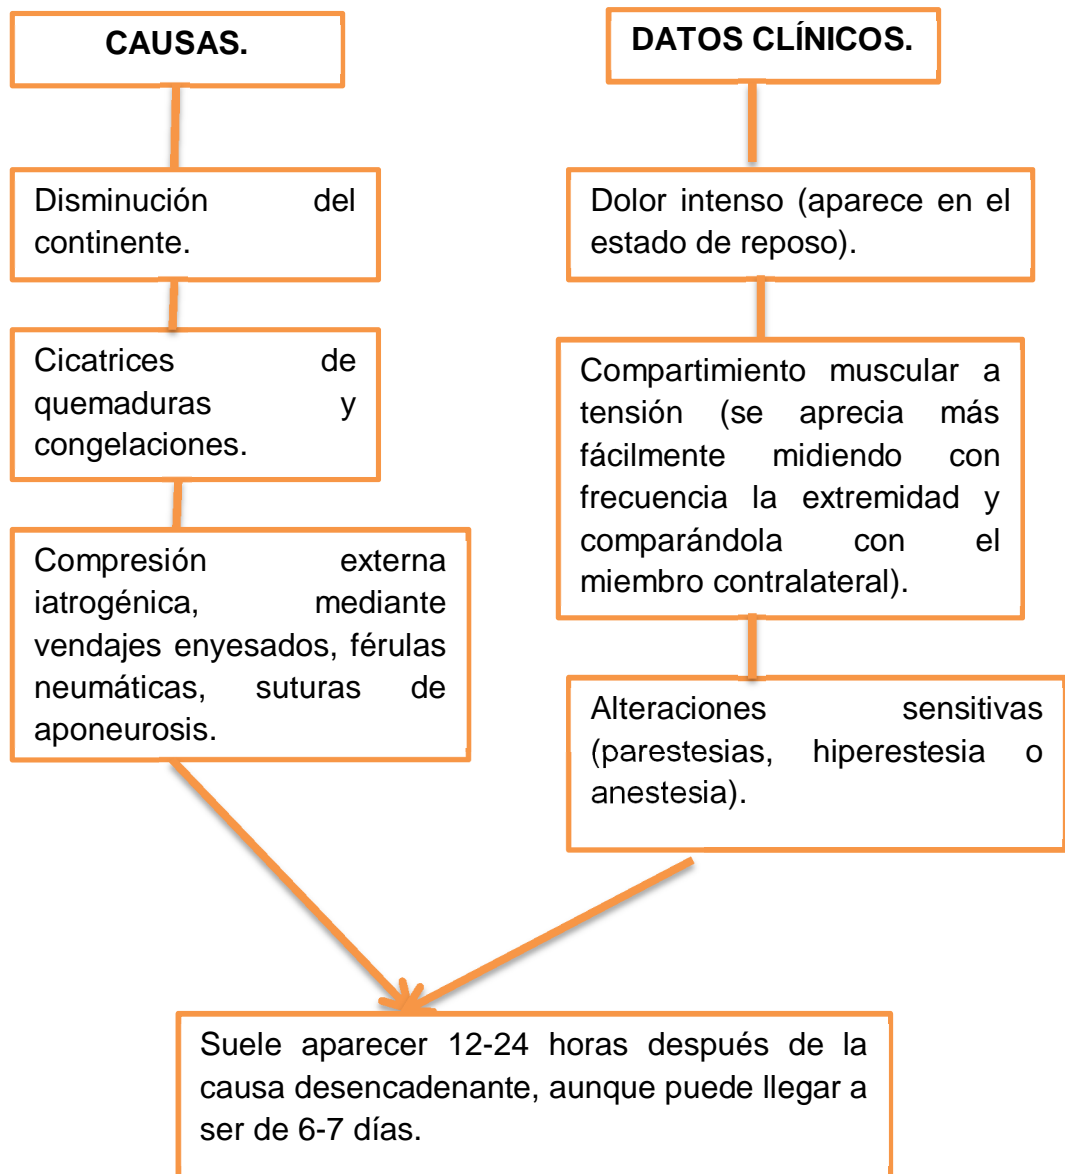 CAUSAS.
Disminución del
continente.
Cicatrices de
quemaduras y
congelaciones.
Compresión externa
iatrogénica, mediante
vendajes enyesados, férulas
neumáticas, suturas de
aponeurosis.
DATOS CLÍNICOS.
Dolor intenso (aparece en el
estado de reposo).
Compartimiento muscular a
tensión (se aprecia más
fácilmente midiendo con
frecuencia la extremidad y
comparándola con el
miembro contralateral).
Alteraciones sensitivas
(parestesias, hiperestesia o
anestesia).
Suele aparecer 12-24 horas después de la
causa desencadenante, aunque puede llegar a
ser de 6-7 días.